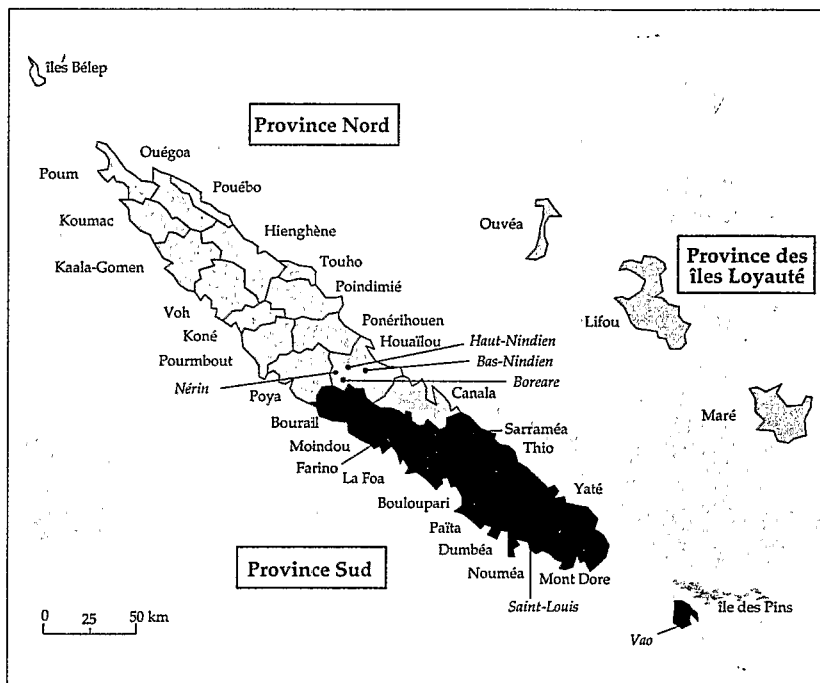 îles Bélep
Province Nord
Ouégoa
Poum
Pouébo
Koumac
Hienghène
Ouvéa
Kaala-Gomen
Touho
Province des
îles Loyauté
Poindimié
Voh
Lifou
Ponérihouen
Koné
Houaïlou
Haut-Nindien
Pourmbout
Bas-Nindien
Nérin
Boreare
Poya
Canala
Maré
Bouraïl
Sarraméa
Moindou
Thio
Farino
La Foa
Yaté
Bouloupari
Païta
Dumbéa
Province Sud
Nouméa
Mont Dore
Saint-Louis
île des Pins
0 25 50 km
Vao